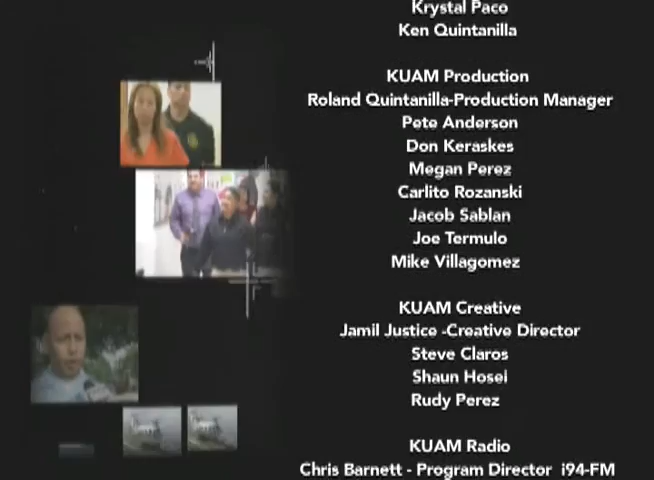 Krystal Paco
Ken Quintanilla
KUAM Production
Roland Quintanilla-Production Manager
Pete Anderson
Don Keraskes
Megan Perez
Carlito Rozanski
Jacob Sablan
Joe Termulo
Mike Villagomez
KUAM Creative
Jamil Justice -Creative Director
Steve Claros
Shaun Hosei
Rudy Perez
KUAM Radio
Chris Barnett - Program Director i94-FM